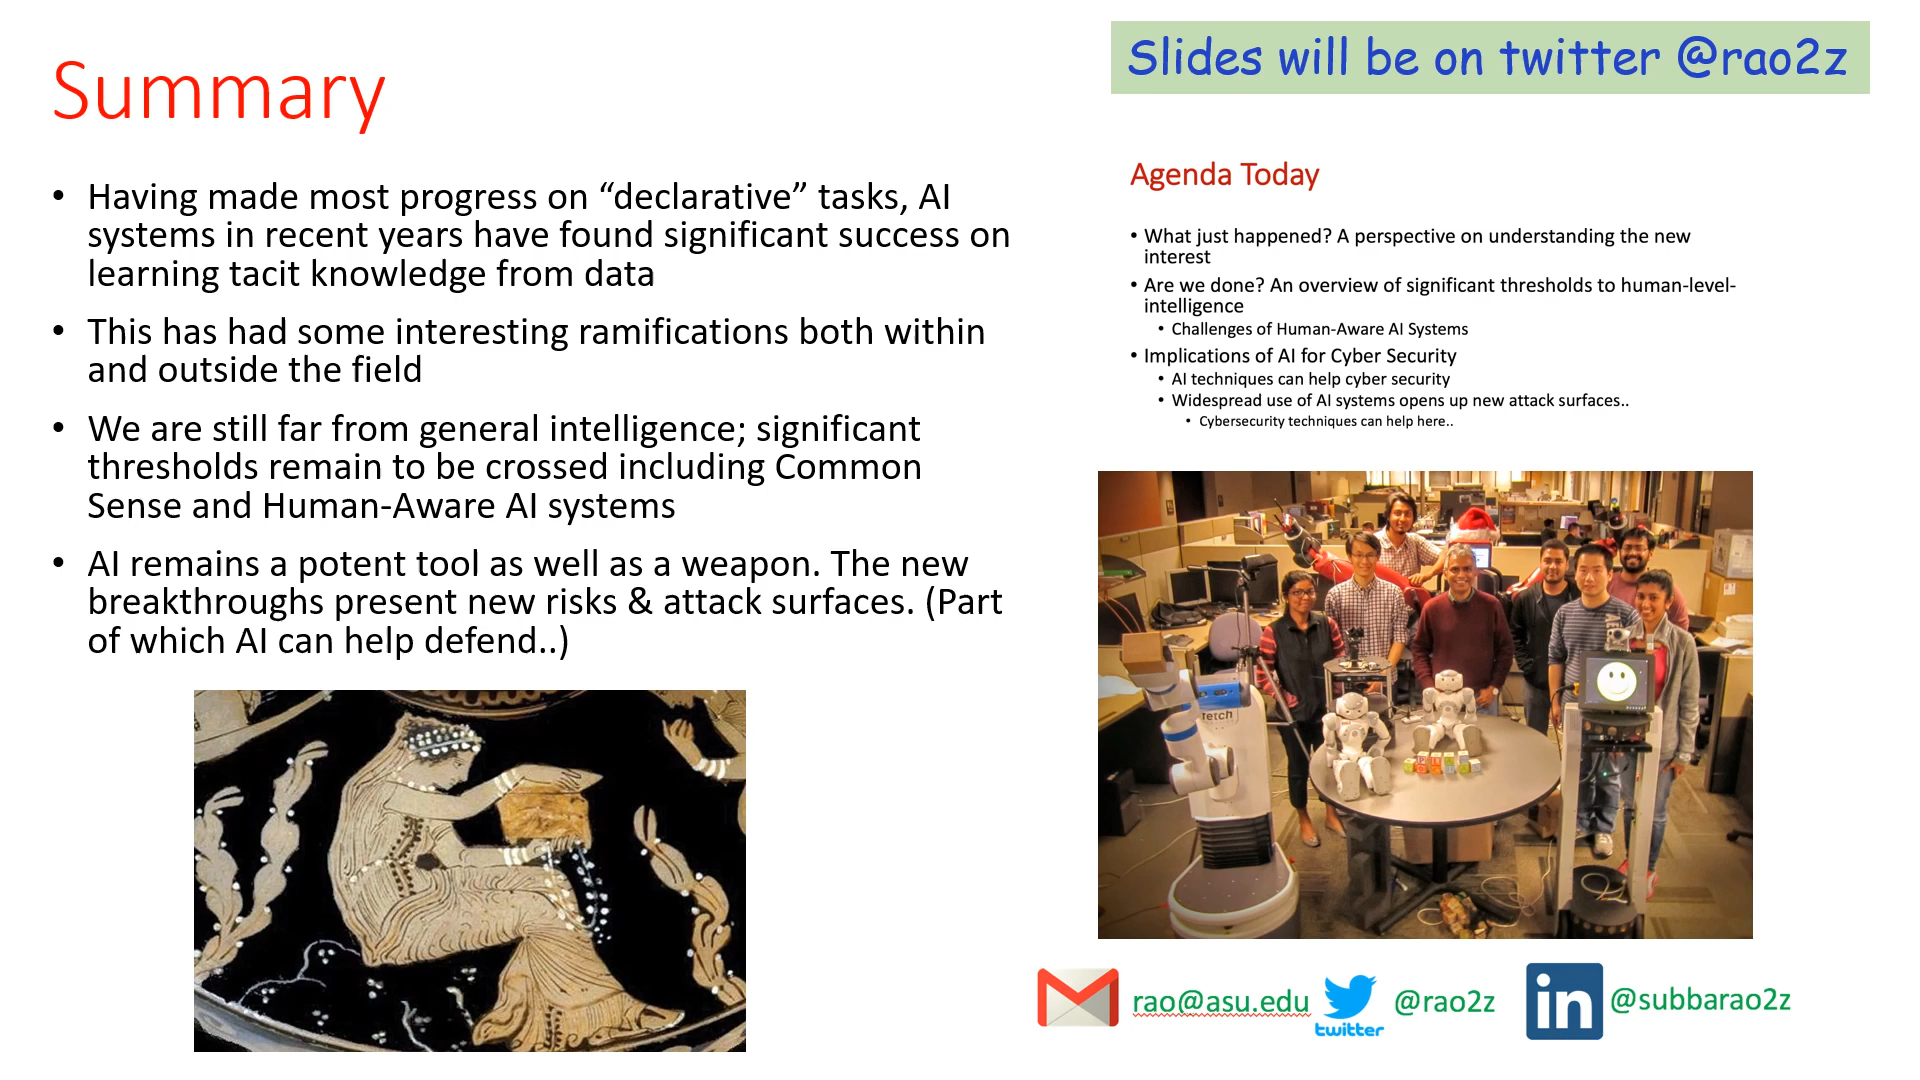 Summary
Slides will be on twitter @rao2z
• Having made most progress on “declarative” tasks, AI
systems in recent years have found significant success on
learning tacit knowledge from data
• This has had some interesting ramifications both within
and outside the field
• We are still far from general intelligence; significant
thresholds remain to be crossed including Common
Sense and Human-Aware AI systems
• AI remains a potent tool as well as a weapon. The new
breakthroughs present new risks & attack surfaces. (Part
of which AI can help defend..)
Agenda Today
• What just happened? A perspective on understanding the new
interest
• Are we done? An overview of significant thresholds to human-level-
intelligence
• Challenges of Human-Aware AI Systems
• Implications of AI for Cyber Security
• AI techniques can help cyber security
• Widespread use of AI systems opens up new attack surfaces..
• Cybersecurity techniques can help here..
fetch
rao@asu.edu
twitter
@rao2z
in
@subbarao2z